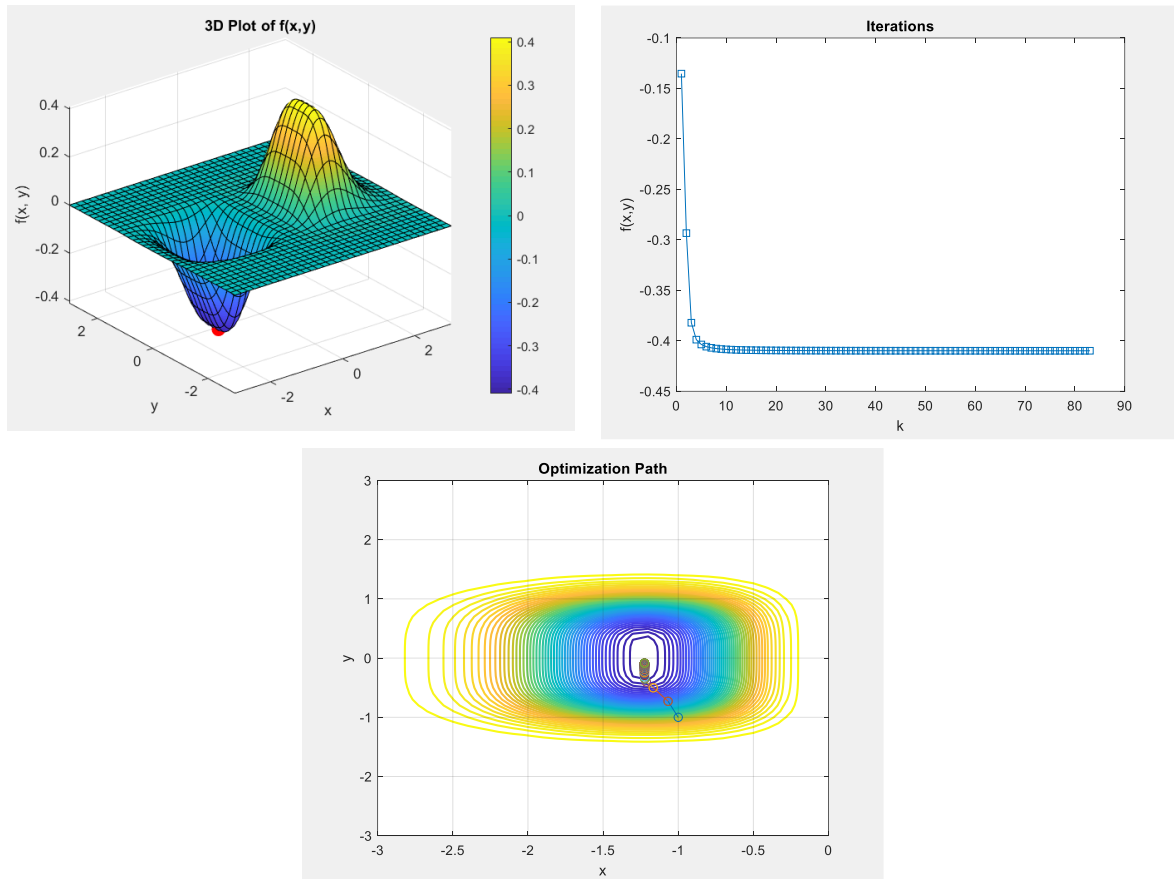 3D Plot of f(x,y)
0.4
0.2
0
-0.2
-0.4
f(x, y)
2
0
-2
y
-2
0
2
x
0.4
0.3
0.2
0.1
0
-0.1
-0.2
-0.3
-0.4
Iterations
-0.1
-0.15
-0.2
-0.25
-0.3
-0.35
-0.4
-0.45
f(x,y)
0 10 20 30 40 50 60 70 80 90
k
Optimization Path
3
2
1
0
-1
-2
-3
y
-3 -2.5 -2 -1.5 -1 -0.5 0
x